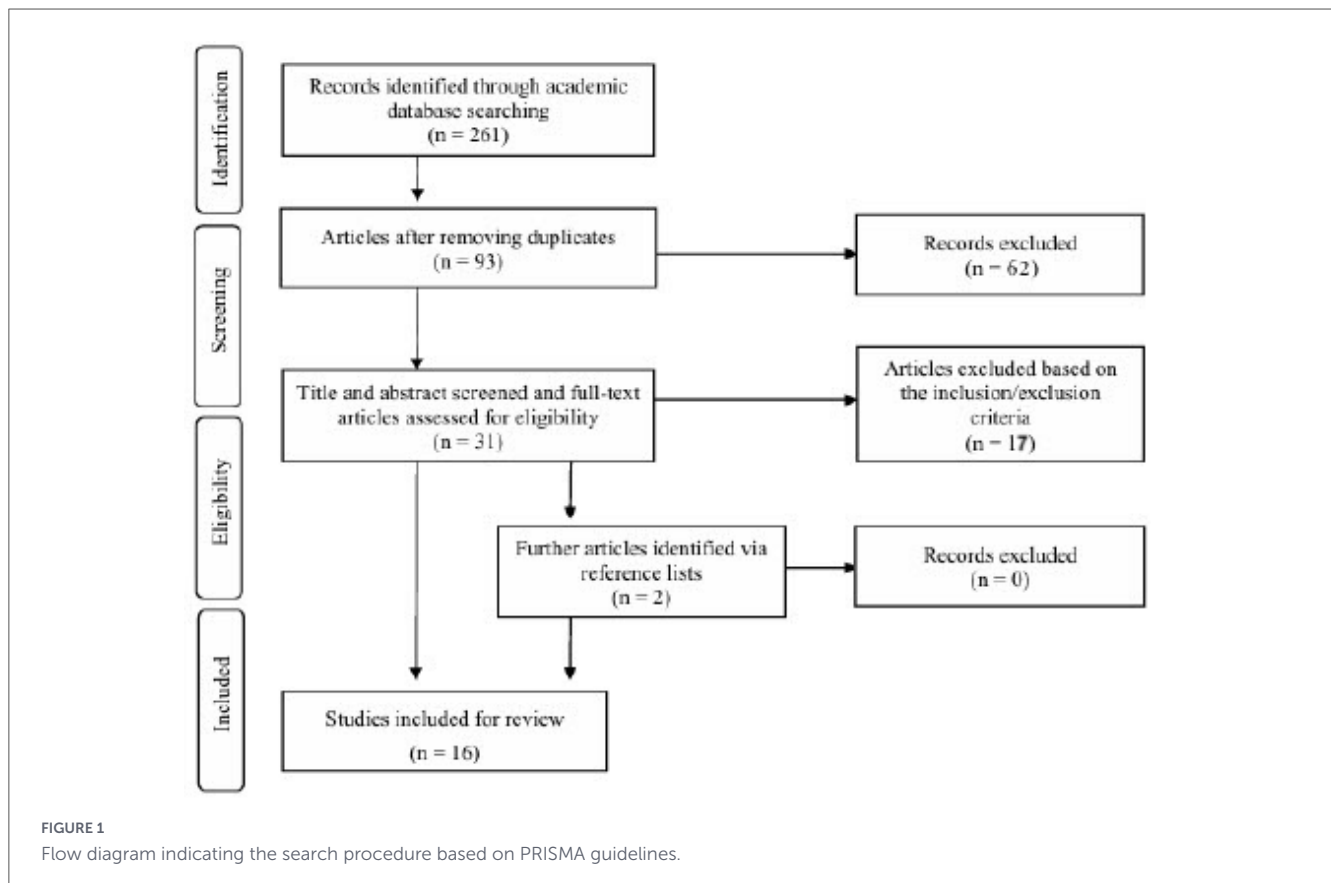 Identification
Records identified through academic
database searching
(n = 261)
Screening
Articles after removing duplicates
(n = 93)
Records excluded
(n = 62)
Title and abstract screened and full-text
articles assessed for eligibility
(n = 31)
Articles excluded based on
the inclusion/exclusion
criteria
(n = 17)
Eligibility
Further articles identified via
reference lists
(n = 2)
Records excluded
(n = 0)
Included
Studies included for review
(n = 16)
FIGURE 1
Flow diagram indicating the search procedure based on PRISMA guidelines.